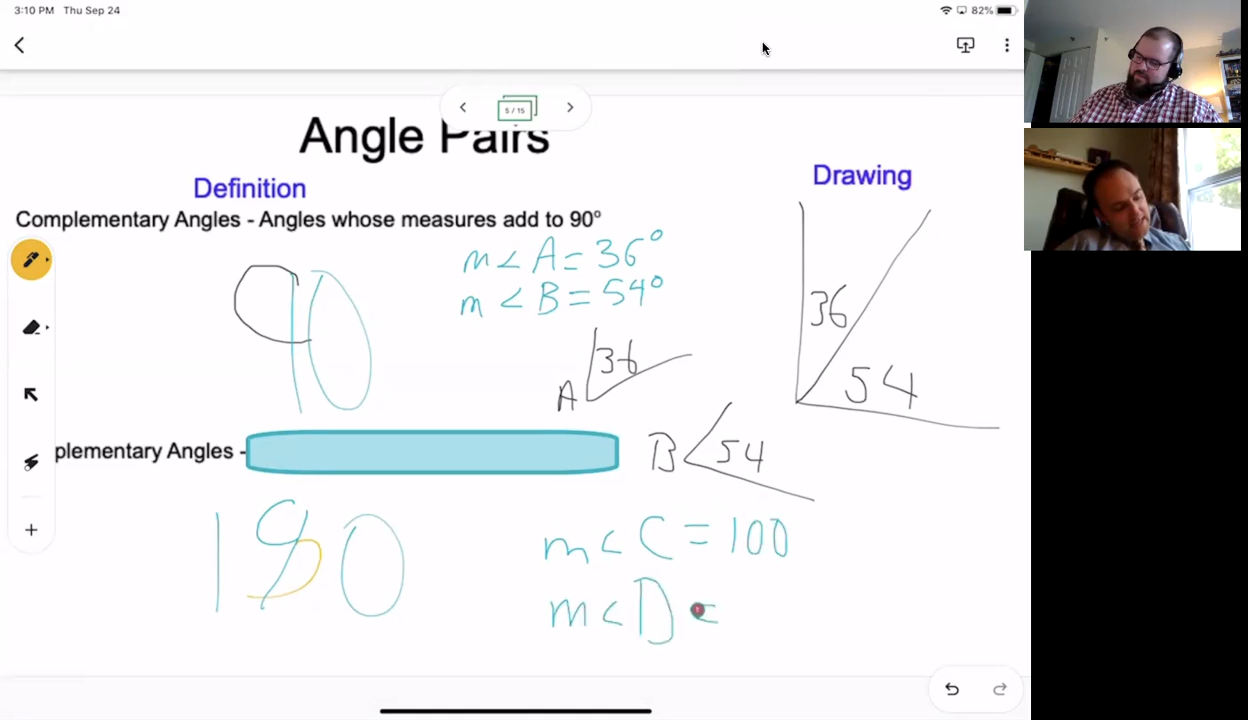 3:10 PM Thu Sep 24
82%
5 / 15
Angle Pairs
Definition
Drawing
Complementary Angles - Angles whose measures add to 90°
90
m < A = 36°
m < B = 54°
36
A
36
54
plementary Angles -
B
54
180
m < C = 100
m < D =